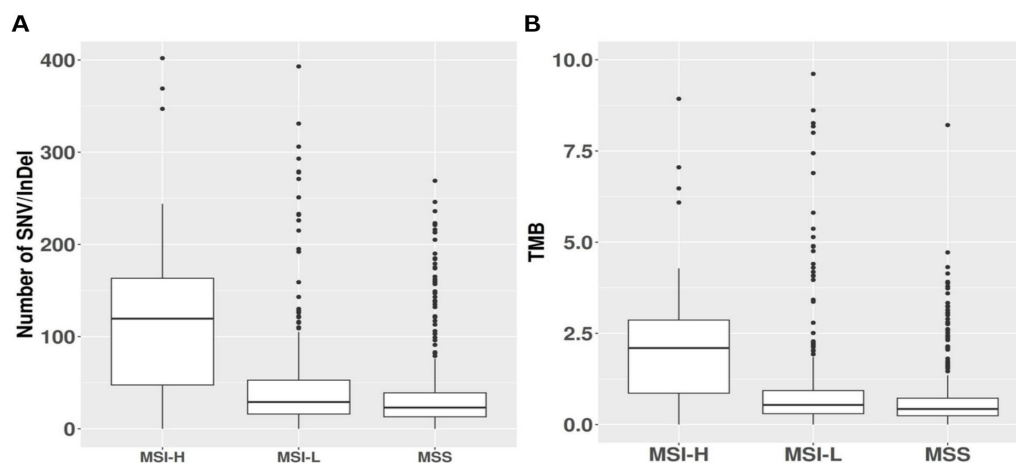 A
Number of SNV/InDel
400
300
200
100
0
MSI-H MSI-L MSS
B
TMB
10.0
7.5
5.0
2.5
0.0
MSI-H MSI-L MSS